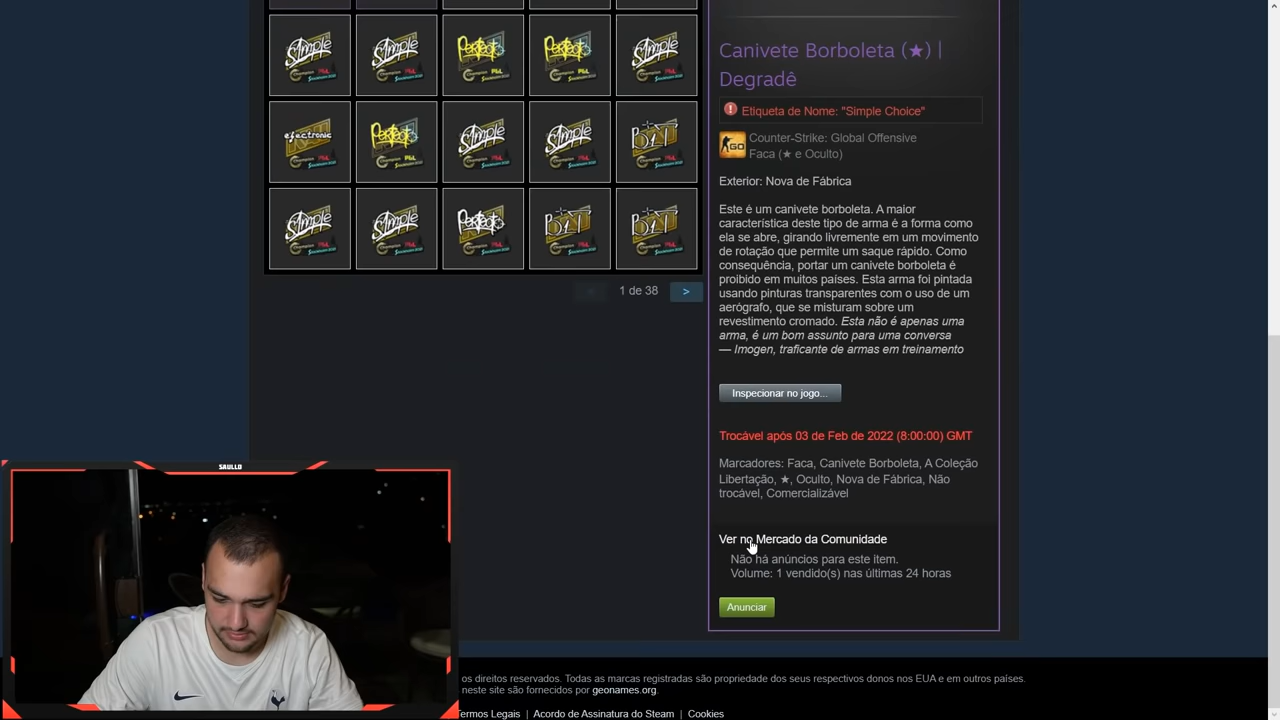 Canivete Borboleta (★) |
Degradê
Etiqueta de Nome: "Simple Choice"
Counter-Strike: Global Offensive
Faca (★ e Oculto)
Exterior: Nova de Fábrica
Este é um canivete borboleta. A maior
característica deste tipo de arma é a forma como
ela se abre, girando livremente em um movimento
de rotação que permite um saque rápido. Como
consequência, portar um canivete borboleta é
proibido em muitos países. Esta arma foi pintada
usando pinturas transparentes com o uso de um
aerógrafo, que se misturam sobre um
revestimento cromado. Esta não é apenas uma
arma, é um bom assunto para uma conversa
— Imogen, traficante de armas em treinamento
Inspecionar no jogo...
Trocável após 03 de Feb de 2022 (8:00:00) GMT
Marcadores: Faca, Canivete Borboleta, A Coleção
Libertação, ★, Oculto, Nova de Fábrica, Não
trocável, Comercializável
Ver no Mercado da Comunidade
Não há anúncios para este item.
Volume: 1 vendido(s) nas últimas 24 horas
Anunciar
1 de 38
>
SAULLO
os direitos reservados. Todas as marcas registradas são propriedade dos seus respectivos donos nos EUA e em outros países.
neste site são fornecidos por geonames.org.
Termos Legais | Acordo de Assinatura do Steam | Cookies